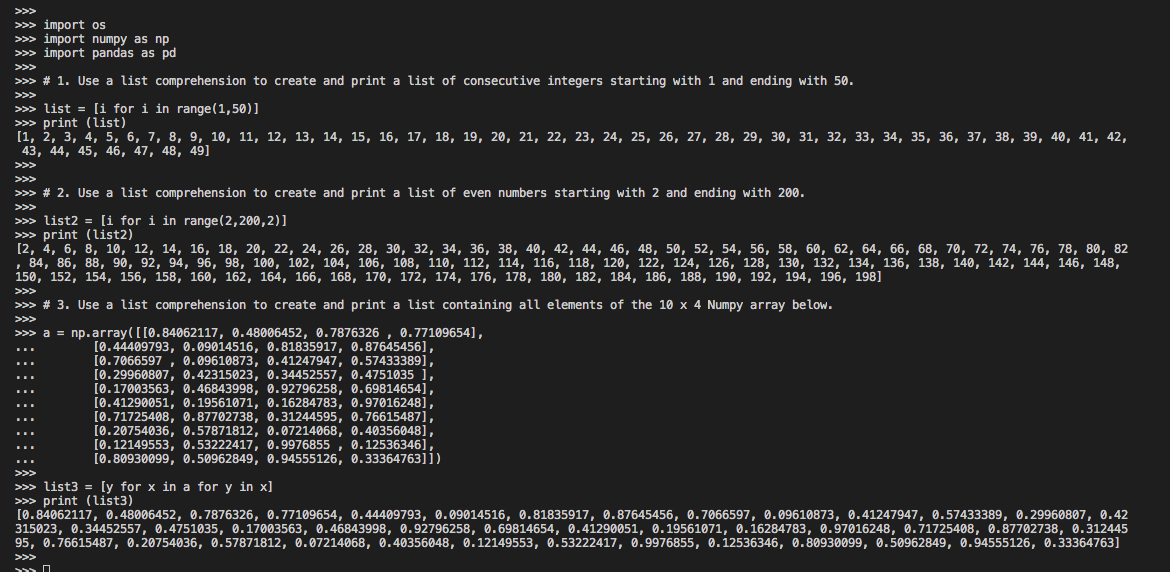 >>>
>>> import os
>>> import numpy as np
>>> import pandas as pd
>>>
>>> # 1. Use a list comprehension to create and print a list of consecutive integers starting with 1 and ending with 50.
>>>
>>> list = [i for i in range(1,50)]
>>> print (list)
[1, 2, 3, 4, 5, 6, 7, 8, 9, 10, 11, 12, 13, 14, 15, 16, 17, 18, 19, 20, 21, 22, 23, 24, 25, 26, 27, 28, 29, 30, 31, 32, 33, 34, 35, 36, 37, 38, 39, 40, 41, 42,
 43, 44, 45, 46, 47, 48, 49]
>>>
>>>
>>> # 2. Use a list comprehension to create and print a list of even numbers starting with 2 and ending with 200.
>>>
>>> list2 = [i for i in range(2,200,2)]
>>> print (list2)
[2, 4, 6, 8, 10, 12, 14, 16, 18, 20, 22, 24, 26, 28, 30, 32, 34, 36, 38, 40, 42, 44, 46, 48, 50, 52, 54, 56, 58, 60, 62, 64, 66, 68, 70, 72, 74, 76, 78, 80, 82
, 84, 86, 88, 90, 92, 94, 96, 98, 100, 102, 104, 106, 108, 110, 112, 114, 116, 118, 120, 122, 124, 126, 128, 130, 132, 134, 136, 138, 140, 142, 144, 146, 148,
150, 152, 154, 156, 158, 160, 162, 164, 166, 168, 170, 172, 174, 176, 178, 180, 182, 184, 186, 188, 190, 192, 194, 196, 198]
>>>
>>> # 3. Use a list comprehension to create and print a list containing all elements of the 10 x 4 Numpy array below.
>>>
>>> a = np.array([[0.84062117, 0.48006452, 0.7876326 , 0.77109654],
...        [0.44409793, 0.09014516, 0.81835917, 0.87645456],
...        [0.7066597 , 0.09610873, 0.41247947, 0.57433389],
...        [0.29960807, 0.42315023, 0.34452557, 0.4751035 ],
...        [0.17003563, 0.46843998, 0.92796258, 0.69814654],
...        [0.41290051, 0.19561071, 0.16284783, 0.97016248],
...        [0.71725408, 0.87702738, 0.31244595, 0.76615487],
...        [0.20754036, 0.57871812, 0.07214068, 0.40356048],
...        [0.12149553, 0.53222417, 0.9976855 , 0.12536346],
...        [0.80930099, 0.50962849, 0.94555126, 0.33364763]])
>>>
>>> list3 = [y for x in a for y in x]
>>> print (list3)
[0.84062117, 0.48006452, 0.7876326, 0.77109654, 0.44409793, 0.09014516, 0.81835917, 0.87645456, 0.7066597, 0.09610873, 0.41247947, 0.57433389, 0.29960807, 0.42
315023, 0.34452557, 0.4751035, 0.17003563, 0.46843998, 0.92796258, 0.69814654, 0.41290051, 0.19561071, 0.16284783, 0.97016248, 0.71725408, 0.87702738, 0.312445
95, 0.76615487, 0.20754036, 0.57871812, 0.07214068, 0.40356048, 0.12149553, 0.53222417, 0.9976855, 0.12536346, 0.80930099, 0.50962849, 0.94555126, 0.33364763]
>>>
>>>